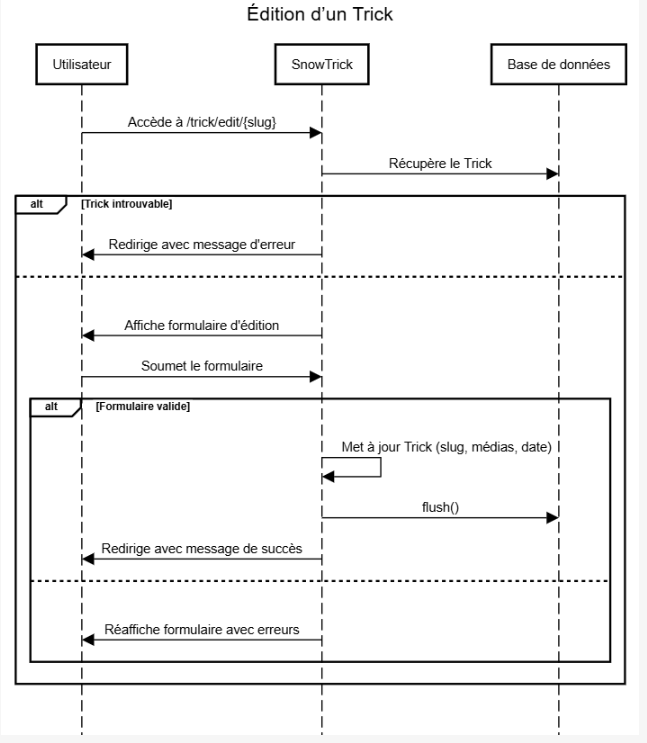 Édition d'un Trick
Utilisateur
SnowTrick
Base de données
Accède à /trick/edit/{slug}
Récupère le Trick
alt [Trick introuvable]
Redirige avec message d'erreur
Affiche formulaire d'édition
Soumet le formulaire
alt [Formulaire valide]
Met à jour Trick (slug, médias, date)
flush()
Redirige avec message de succès
Réaffiche formulaire avec erreurs